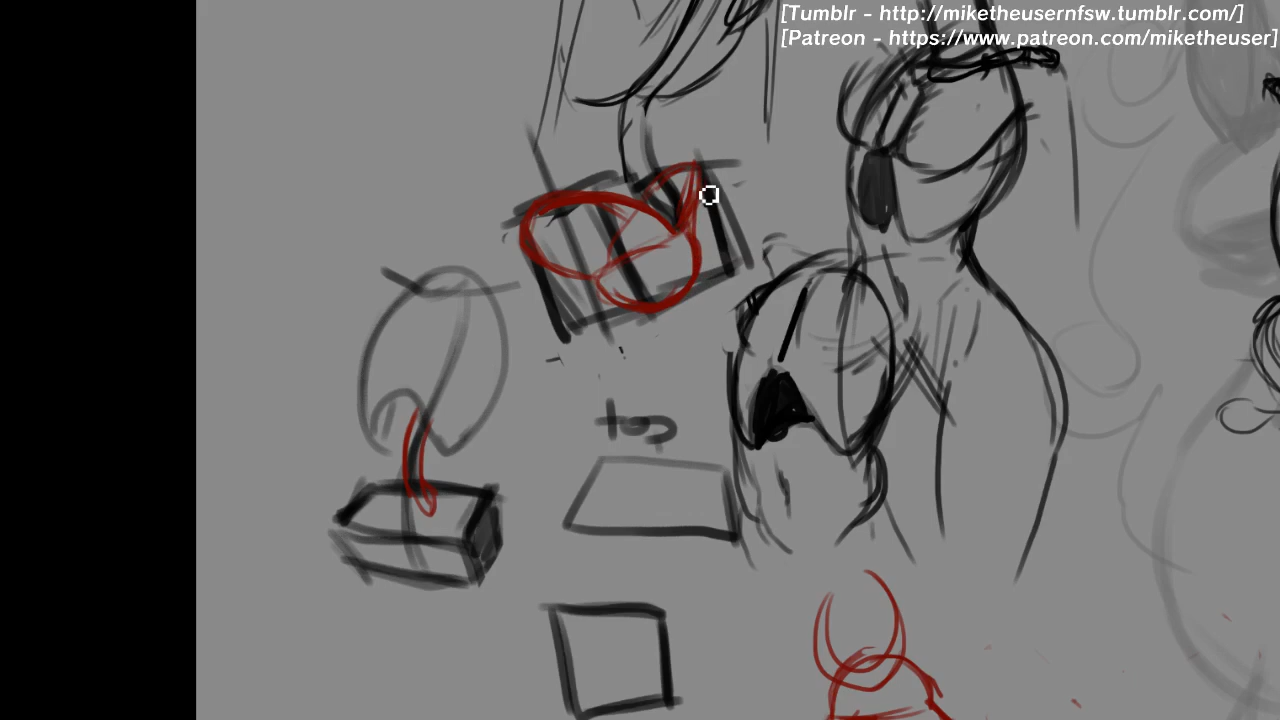 [Tumblr - http://miketheusernfsw.tumblr.com/]
[Patreon - https://www.patreon.com/miketheuser]